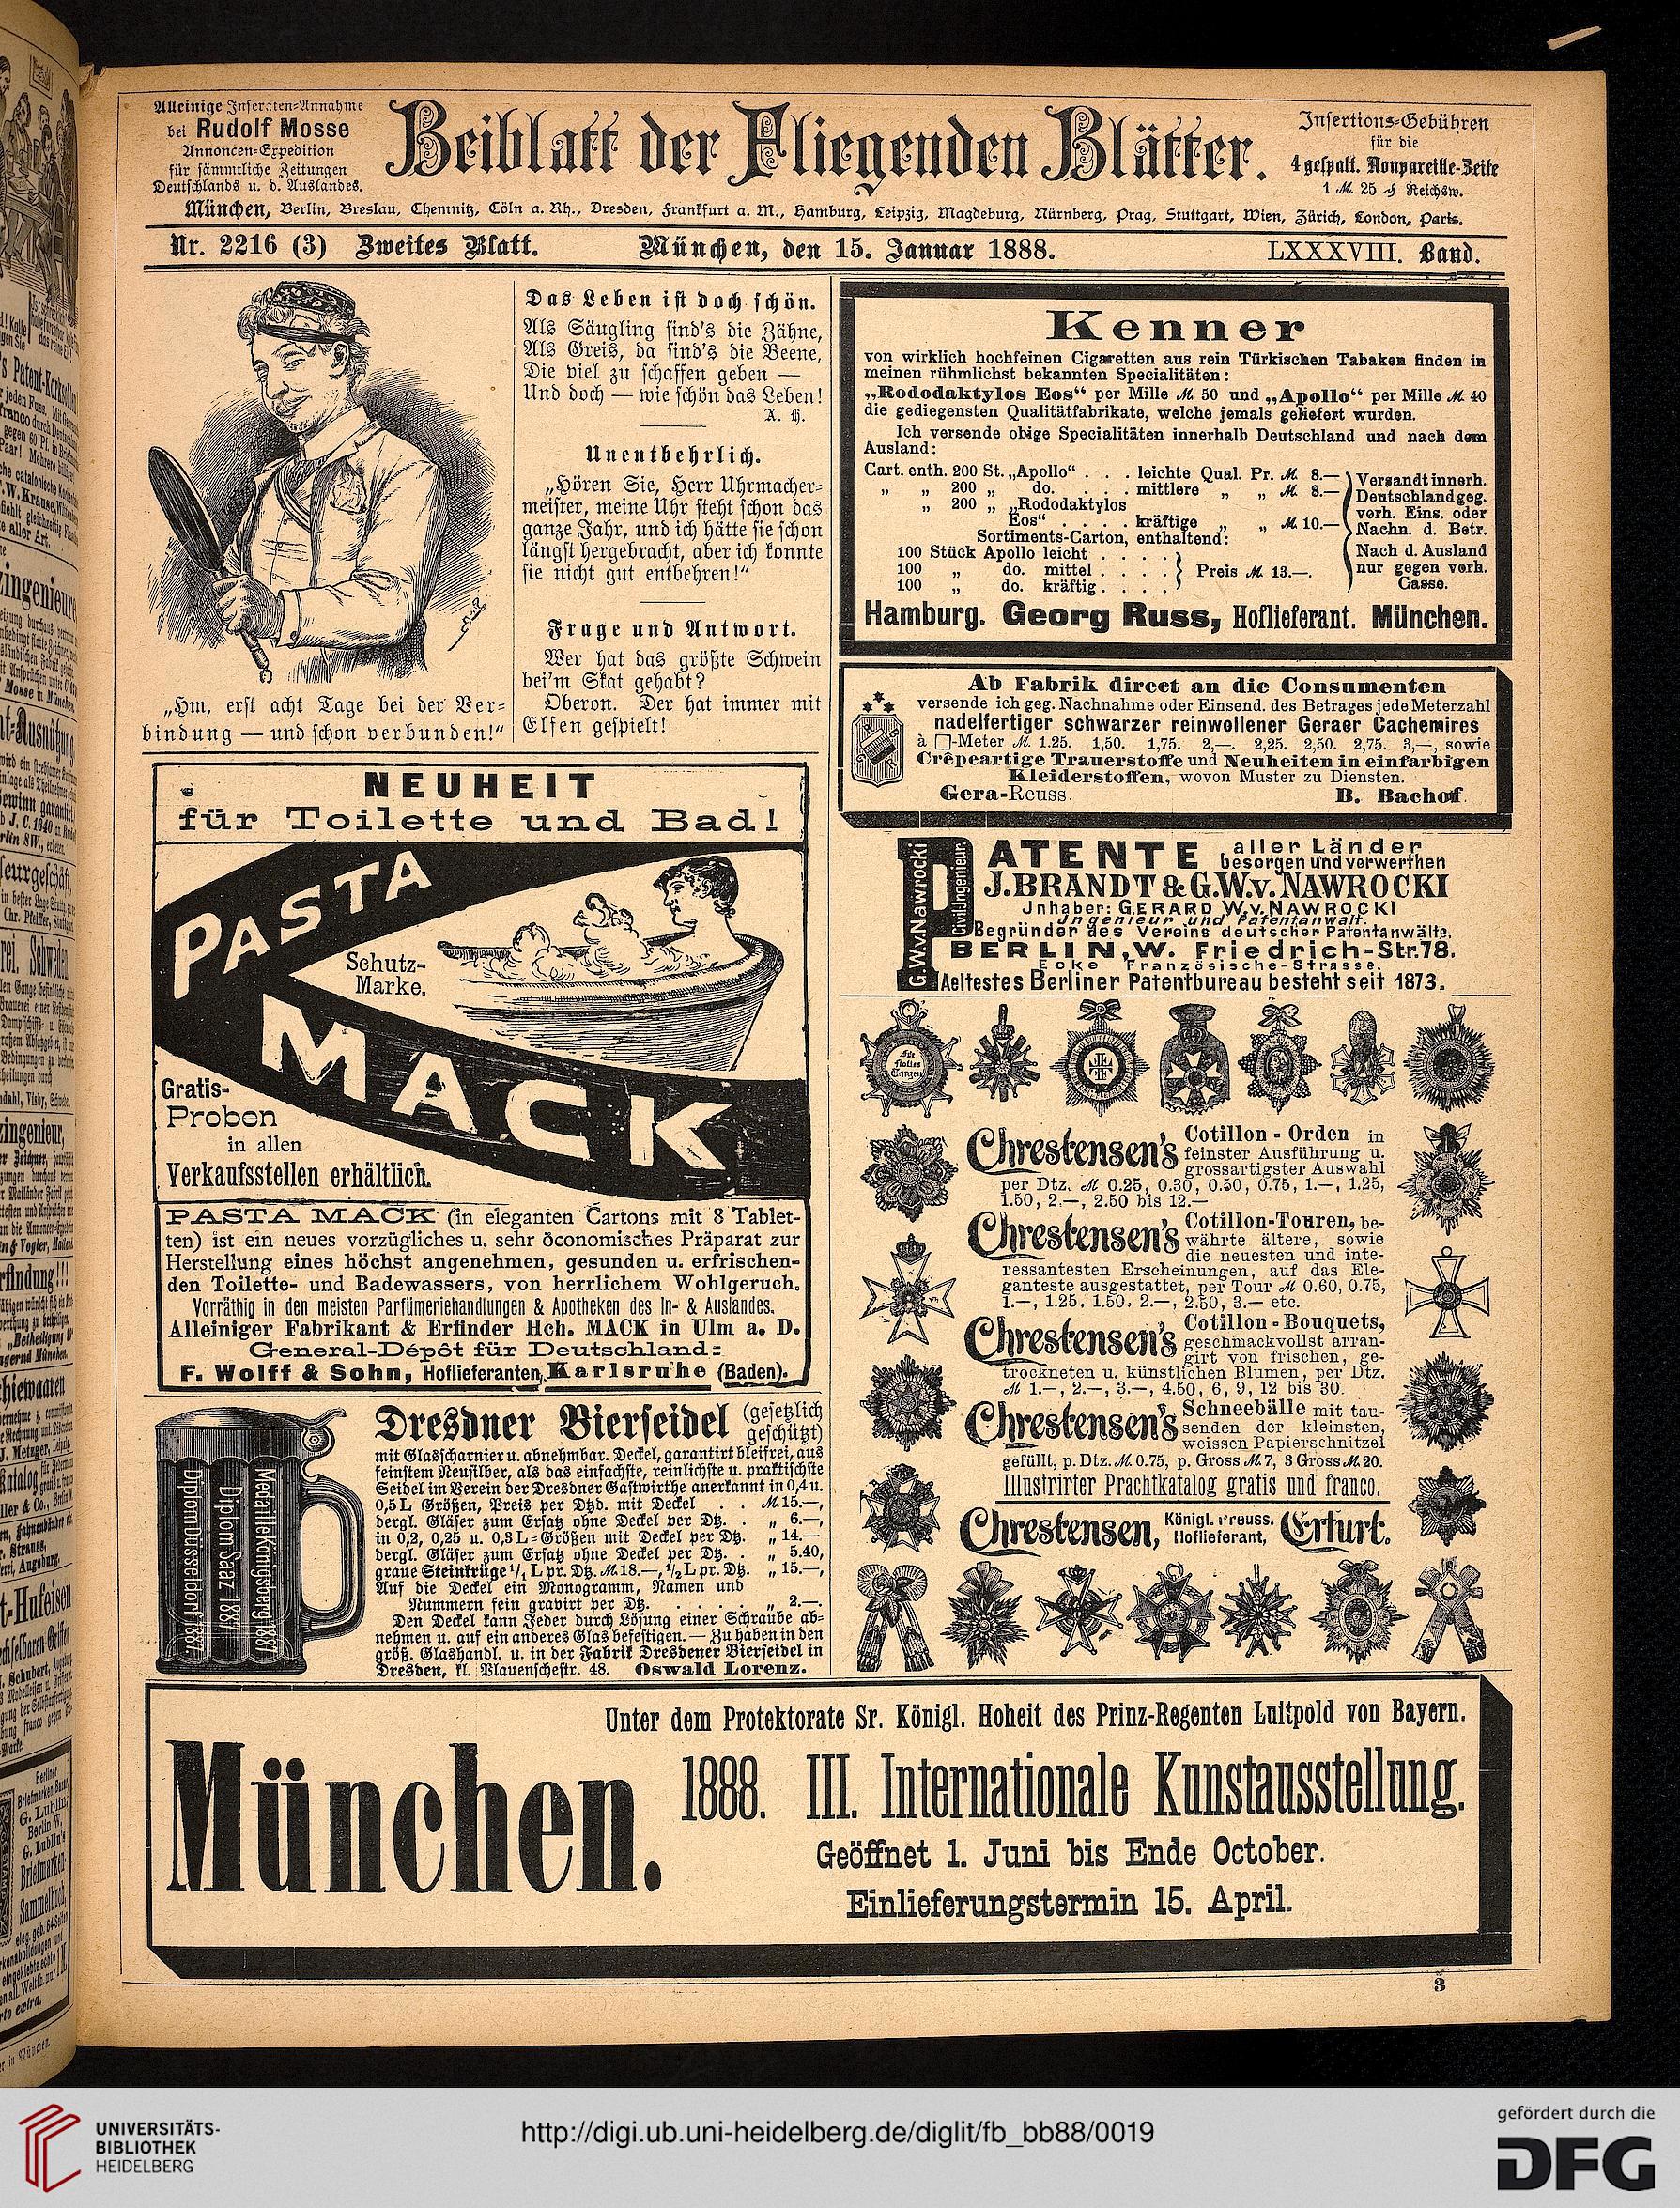 Alleinige Inseraten-Annahme
bei Rudolf Mosse
Annoncen-Expedition
für sämmtliche Zeitungen
Deutschlands u. d. Auslandes.
Beiblatt der Fliegenden Blätter.
Insertions-Gebühren
für die
4 gespalt. Nonpareille-Zeile
1 M. 25 ₰ Reichsw.
München, Berlin, Breslau, Chemnitz, Cöln a. Rh., Dresden, Frankfurt a. M., Hamburg, Leipzig, Magdeburg, Nürnberg, Prag, Stuttgart, Wien, Zürich, London, Paris.
Nr. 2216 (3) Zweites Blatt. München, den 15. Januar 1888. LXXXVIII. Band.
„Hm, erst acht Tage bei der Ver-
bindung — und schon verbunden!“
Das Leben ist doch schön.
Als Säugling sind's die Zähne,
Als Greis, da sind's die Beene,
Die viel zu schaffen geben —
Und doch — wie schön das Leben!
A. H.
Unentbehrlich.
„Hören Sie, Herr Uhrmacher-
meister, meine Uhr steht schon das
ganze Jahr, und ich hätte sie schon
längst hergebracht, aber ich konnte
sie nicht gut entbehren!“
Frage und Antwort.
Wer hat das größte Schwein
bei'm Skat gehabt?
Oberon. Der hat immer mit
Elfen gespielt!
NEUHEIT
für Toilette und Bad!
PASTA
MACK
Schutz-
Marke.
Gratis-
Proben
in allen
Verkaufsstellen erhältlich.
PASTA MACK (in eleganten Cartons mit 8 Tablet-
ten) ist ein neues vorzügliches u. sehr öconomisches Präparat zur
Herstellung eines höchst angenehmen, gesunden u. erfrischen-
den Toilette- und Badewassers, von herrlichem Wohlgeruch.
Vorräthig in den meisten Parfümeriehandlungen & Apotheken des In- & Auslandes.
Alleiniger Fabrikant & Erfinder Hch. MACK in Ulm a. D.
General-Dépôt für Deutschland:
F. Wolff & Sohn, Hoflieferanten, Karlsruhe (Baden).
Medaille Königsberg 1887
Diplom Saaz 1887
Diplom Düsseldorf 1887
Dresdner Bierseidel (gesetzlich
geschützt)
mit Glasscharnier u. abnehmbar. Deckel, garantirt bleifrei, aus
feinstem Neusilber, als das einfachste, reinlichste u. praktischste
Seidel im Verein der Dresdner Gastwirthe anerkannt in 0,4 u.
0,5 L Größen, Preis per Dtzd. mit Deckel . . M. 15.—,
dergl. Gläser zum Ersatz ohne Deckel per Dtz. . „ 6.—,
in 0,2, 0,25 u. 0,3 L-Größen mit Deckel per Dtz. „ 14.—
dergl. Gläser zum Ersatz ohne Deckel per Dtz. . „ 5.40,
graue Steinkrüge 1/1 L pr. Dtz. M. 18.—, 1/2 L pr. Dtz. „ 15.—,
Auf die Deckel ein Monogramm, Namen und
Nummern fein gravirt per Dtz. . . . . . „ 2.—.
Den Deckel kann Jeder durch Lösung einer Schraube ab-
nehmen u. auf ein anderes Glas befestigen. — Zu haben in den
größ. Glashandl. u. in der Fabrik Dresdener Bierseidel in
Dresden, kl. Plauenschestr. 48. Oswald Lorenz.
Kenner
von wirklich hochfeinen Cigaretten aus rein Türkischen Tabaken finden in
meinen rühmlichst bekannten Specialitäten:
„Rododaktylos Eos“ per Mille M. 50 und „Apollo“ per Mille M. 40
die gediegensten Qualitätfabrikate, welche jemals geliefert wurden.
Ich versende obige Specialitäten innerhalb Deutschland und nach dem
Ausland:
Cart. enth. 200 St. „Apollo“ . . . leichte Qual. Pr. M. 8.—
„ „ 200 „ do. . . . mittlere „ „ M. 8.—
„ 200 „ „Rododaktylos
Eos“ . . . . kräftige „ „ M. 10.—
Sortiments-Carton, enthaltend:
100 Stück Apollo leicht . . . .
100 „ do. mittel . . . . Preis M. 13.—.
100 „ do. kräftig . . . .
Versandt innerh.
Deutschland geg.
vorh. Eins. oder
Nachn. d. Betr.
Nach d. Ausland
nur gegen vorh.
Casse.
Hamburg. Georg Russ, Hoflieferant. München.
Ab Fabrik direct an die Consumenten
versende ich geg. Nachnahme oder Einsend. des Betrages jede Meterzahl
nadelfertiger schwarzer reinwollener Geraer Cachemires
à □-Meter M. 1.25. 1,50. 1,75. 2,—. 2,25. 2,50. 2,75. 3,—, sowie
Crêpeartige Trauerstoffe und Neuheiten in einfarbigen
Kleiderstoffen, wovon Muster zu Diensten.
Gera-Reuss. B. Bachof.
G.W.v.Nawrocki
Civil Jngenieur.
PATENTE aller Länder
besorgen und verwerthen
J. BRANDT & G.W.v. NAWROCKI
Jnhaber: GERARD W.v. NAWROCKI
Jngenieur und Patentanwalt.
Begründer des Vereins deutscher Patentanwälte.
BERLIN, W. Friedrich-Str. 78.
Ecke Französische-Strasse.
Aeltestes Berliner Patentbureau besteht seit 1873.
Für
flottes
Tanzen
Chrestensen's Cotillon-Orden in
feinster Ausführung u.
grossartigster Auswahl
per Dtz. M 0.25, 0.30, 0.50, 0.75, 1.—, 1.25,
1.50, 2.—, 2.50 bis 12.—
Chrestensen's Cotillon-Touren, be-
währte ältere, sowie
die neuesten und inte-
ressantesten Erscheinungen, auf das Ele-
ganteste ausgestattet, per Tour M 0.60, 0.75,
1.—, 1.25, 1.50, 2.—, 2.50, 3.— etc.
Chrestensen's Cotillon-Bouquets,
geschmackvollst arran-
girt von frischen, ge-
trockneten u. künstlichen Blumen, per Dtz.
M 1.—, 2.—, 3.—, 4.50, 6, 9, 12 bis 30.
Chrestensen's Schneebälle mit tau-
senden der kleinsten,
weissen Papierschnitzel
gefüllt, p. Dtz. M. 0.75, p. Gross M. 7, 3 Gross M. 20.
Illustrirter Prachtkatalog gratis und franco.
Chrestensen, Königl. Preuss.
Hoflieferant, Erfurt.
Unter dem Protektorate Sr. Königl. Hoheit des Prinz-Regenten Luitpold von Bayern.
München. 1888. III. Internationale Kunstausstellung.
Geöffnet 1. Juni bis Ende October.
Einlieferungstermin 15. April.
3
UNIVERSITÄTS-
BIBLIOTHEK
HEIDELBERG
http://digi.ub.uni-heidelberg.de/diglit/fb_bb88/0019
gefördert durch die
DFG